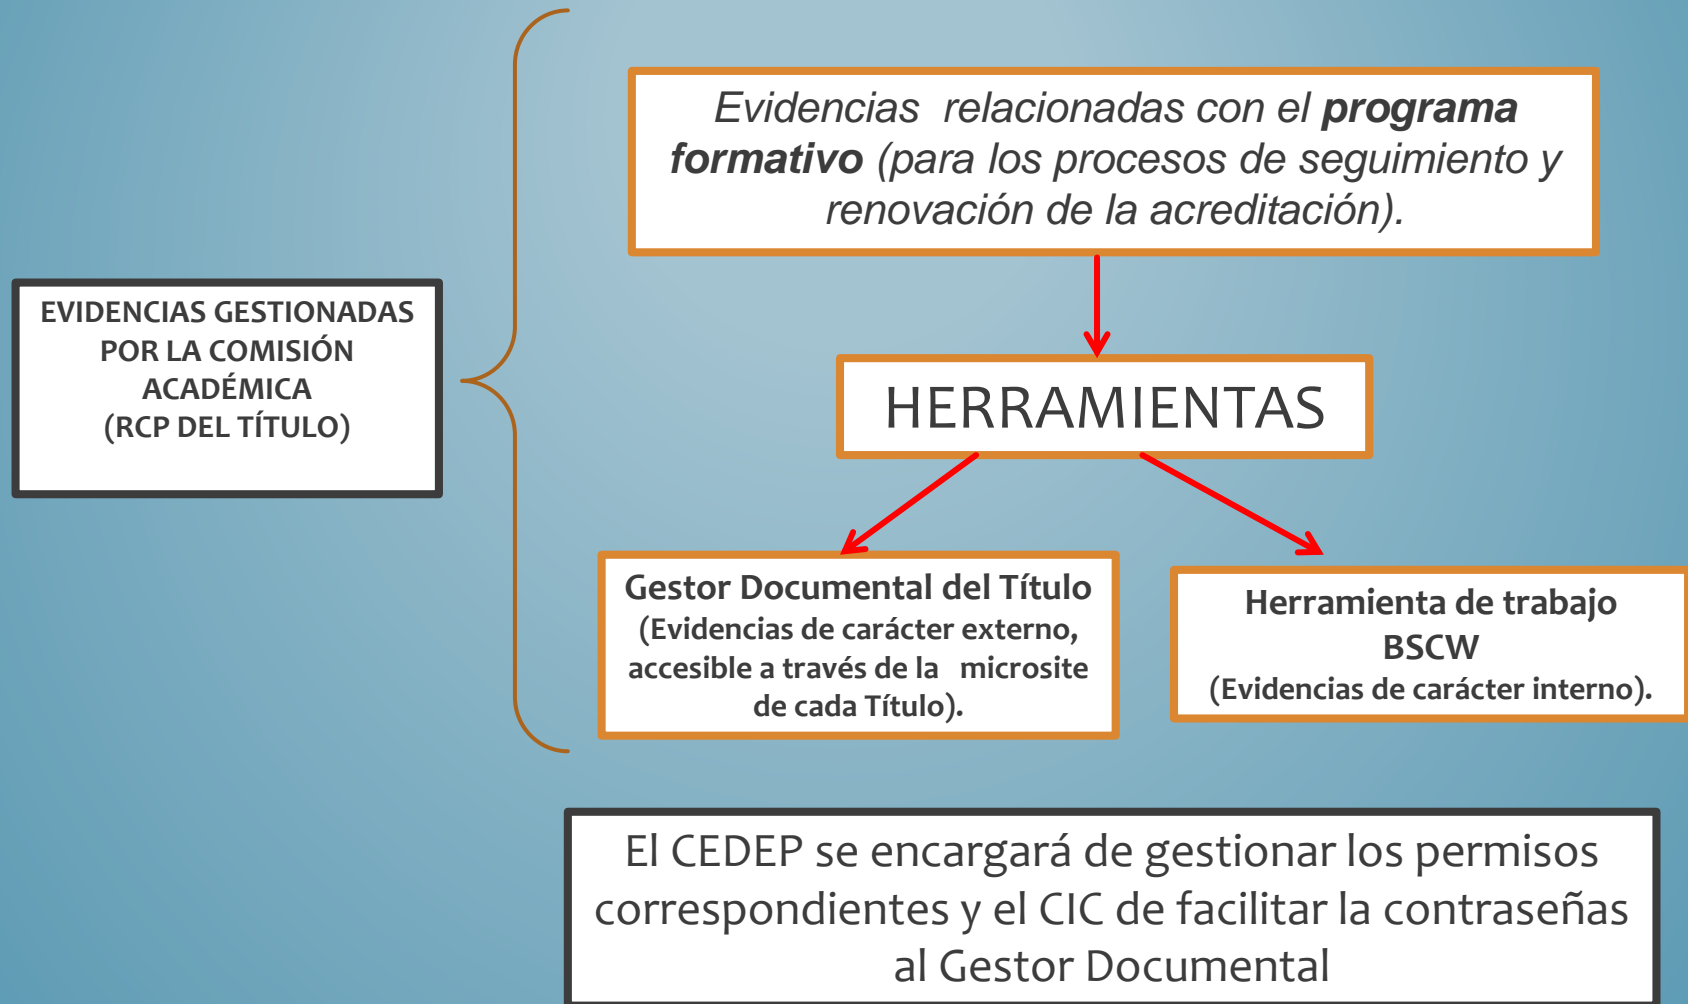 EVIDENCIAS GESTIONADAS
POR LA COMISIÓN
ACADÉMICA
(RCP DEL TÍTULO)
Evidencias relacionadas con el programa
formativo (para los procesos de seguimiento y
renovación de la acreditación).
HERRAMIENTAS
Gestor Documental del Título
(Evidencias de carácter externo,
accesible a través de la microsite
de cada Título).
Herramienta de trabajo
BSCW
(Evidencias de carácter interno).
El CEDEP se encargará de gestionar los permisos
correspondientes y el CIC de facilitar la contraseñas
al Gestor Documental